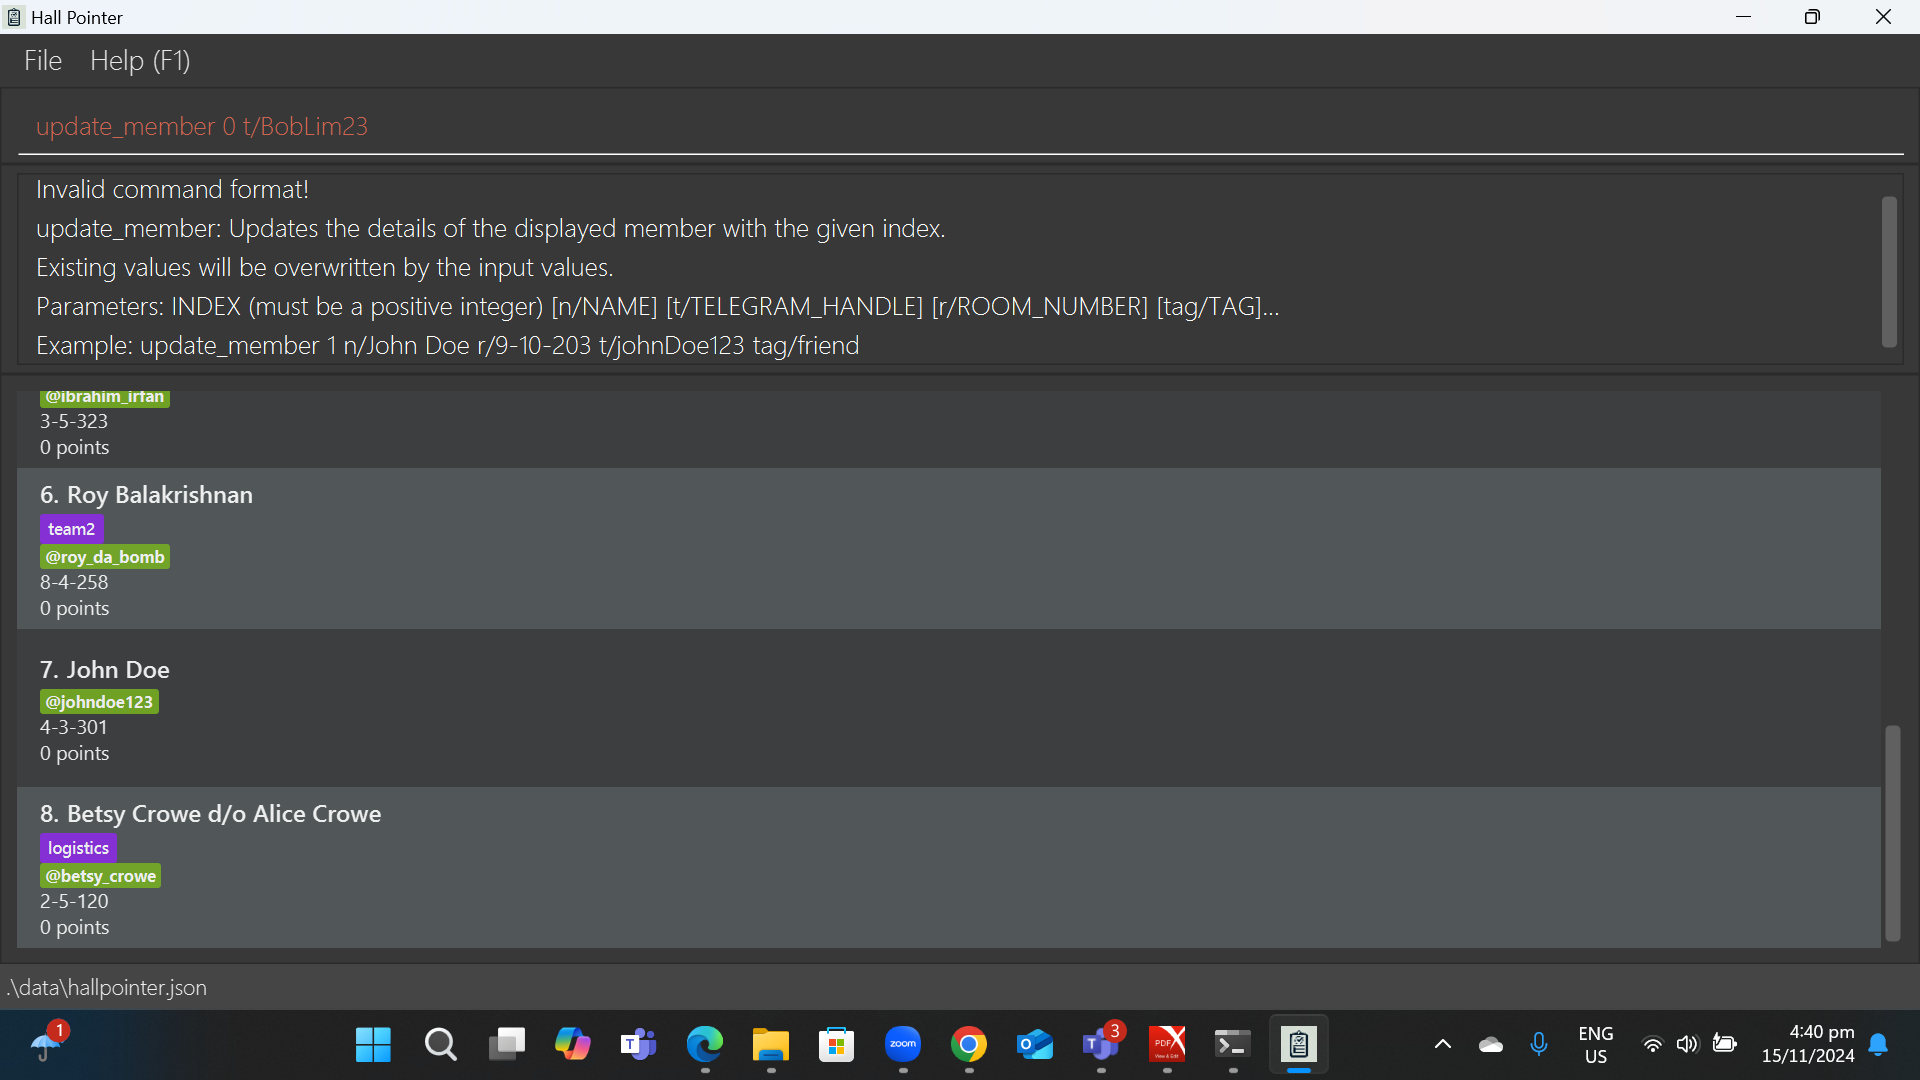 Hall Pointer
File Help (F1)
update_member 0 t/BobLim23
Invalid command format!
update_member: Updates the details of the displayed member with the given index.
Existing values will be overwritten by the input values.
Parameters: INDEX (must be a positive integer) [n/NAME] [t/TELEGRAM_HANDLE] [r/ROOM_NUMBER] [tag/TAG]...
Example: update_member 1 n/John Doe r/9-10-203 t/johnDoe123 tag/friend
@ibrahim_irfan
3-5-323
0 points
6. Roy Balakrishnan
team2
@roy_da_bomb
8-4-258
0 points
7. John Doe
@johndoe123
4-3-301
0 points
8. Betsy Crowe d/o Alice Crowe
logistics
@betsy_crowe
2-5-120
0 points
.\data\hallpointer.json
1
T
zoom
O
T
3
PDF
View & Edit
ENG
US
4:40 pm
15/11/2024